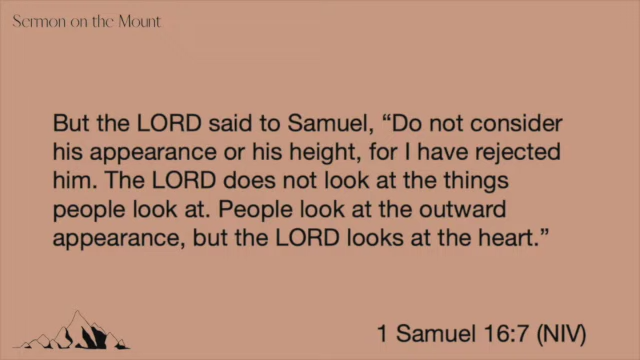 Sermon on the Mount
But the LORD said to Samuel, “Do not consider
his appearance or his height, for I have rejected
him. The LORD does not look at the things
people look at. People look at the outward
appearance, but the LORD looks at the heart.”
1 Samuel 16:7 (NIV)